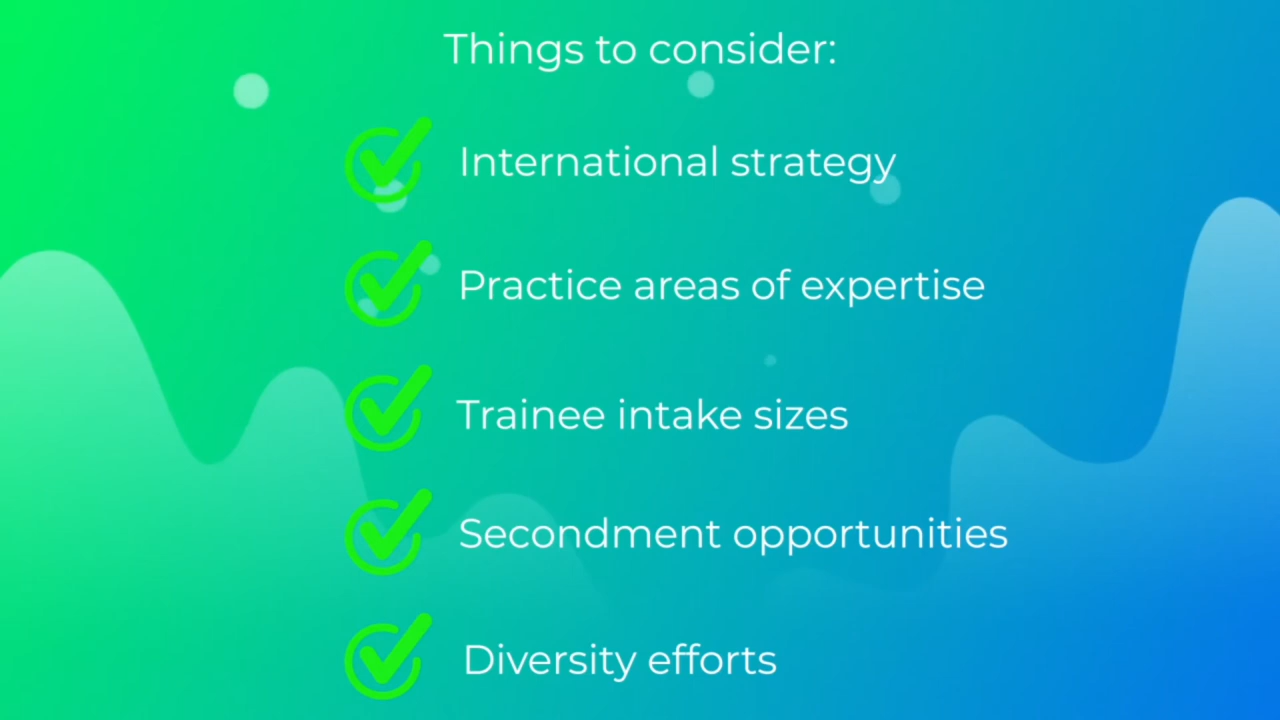 Things to consider:
International strategy
Practice areas of expertise
Trainee intake sizes
Secondment opportunities
Diversity efforts